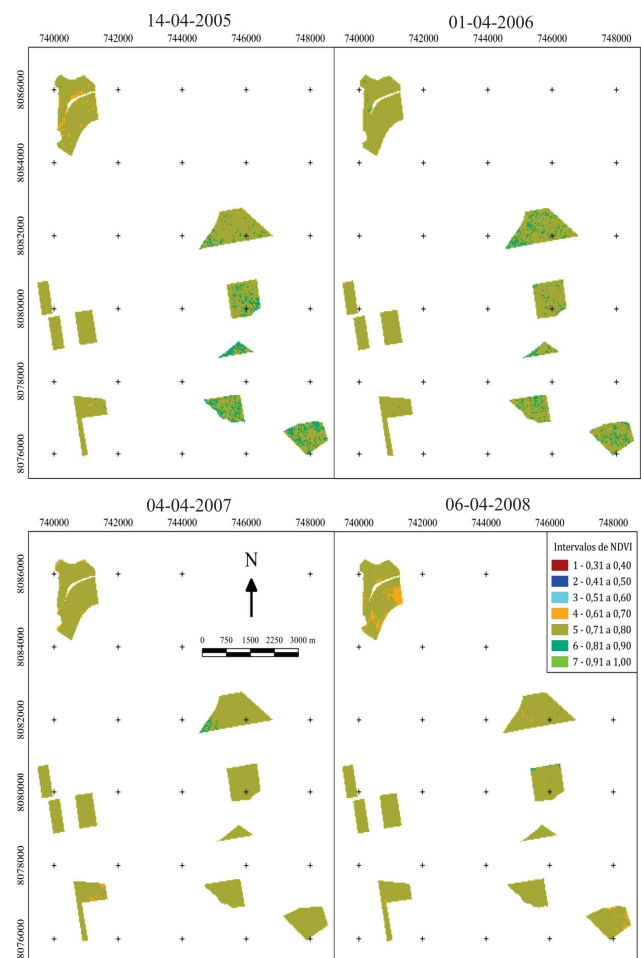 14-04-2005
01-04-2006
740000 742000 744000 746000 748000
740000 742000 744000 746000 748000
8086000
8084000
8082000
8080000
8078000
8076000
04-04-2007
06-04-2008
740000 742000 744000 746000 748000
740000 742000 744000 746000 748000
8086000
8084000
8082000
8080000
8078000
8076000
N
0 750 1500 2250 3000 m
Intervalos de NDVI
1 - 0,31 a 0,40
2 - 0,41 a 0,50
3 - 0,51 a 0,60
4 - 0,61 a 0,70
5 - 0,71 a 0,80
6 - 0,81 a 0,90
7 - 0,91 a 1,00